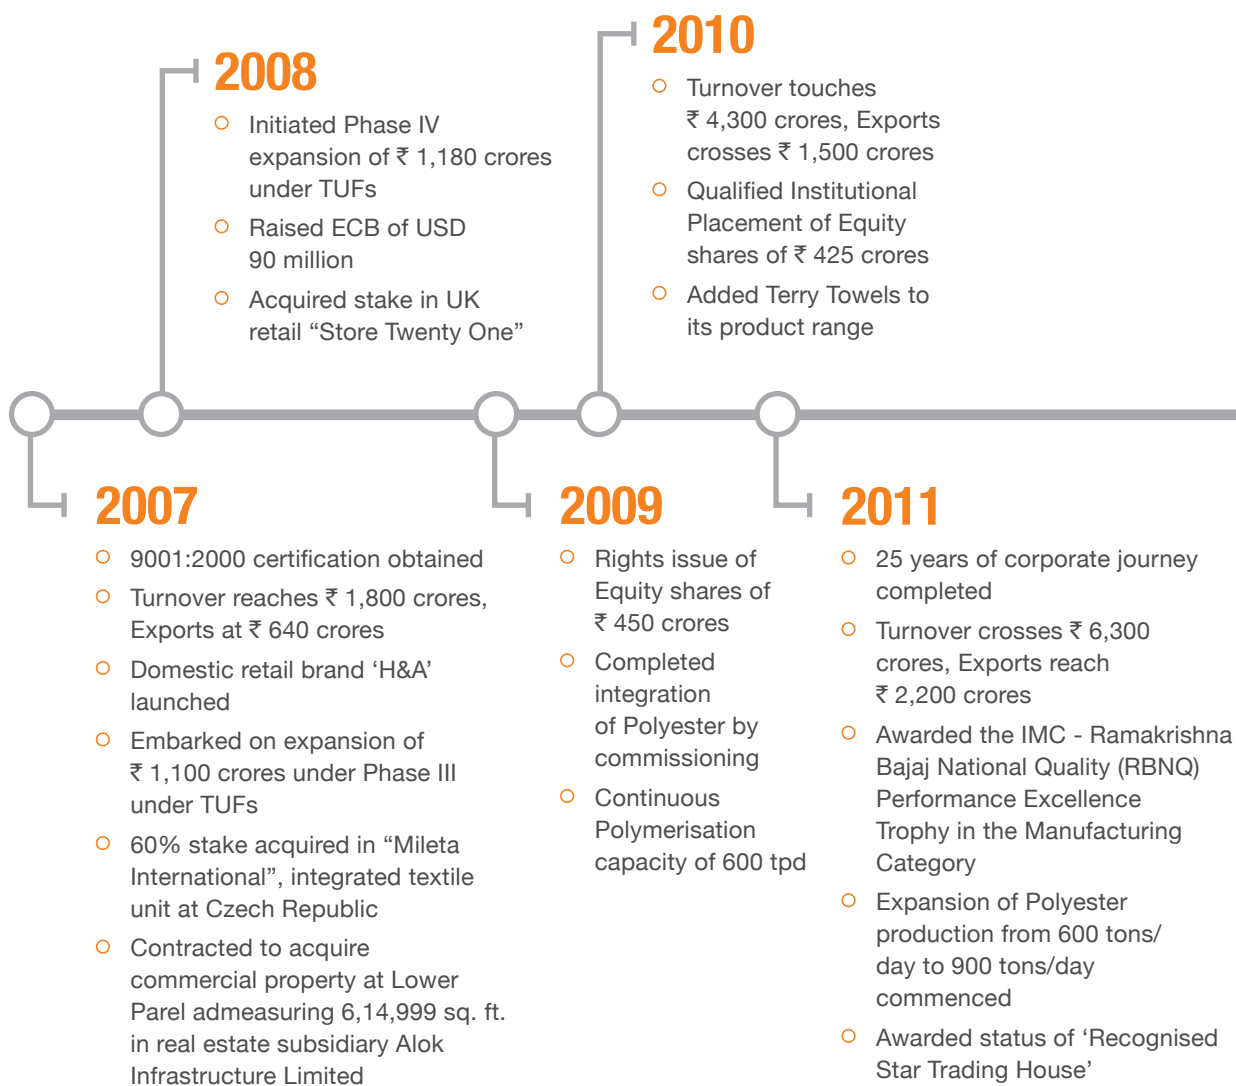 2008
Initiated Phase IV
expansion of ₹ 1,180 crores
under TUFs
Raised ECB of USD
90 million
Acquired stake in UK
retail “Store Twenty One”
2010
Turnover touches
₹ 4,300 crores, Exports
crosses ₹ 1,500 crores
Qualified Institutional
Placement of Equity
shares of ₹ 425 crores
Added Terry Towels to
its product range
2007
9001:2000 certification obtained
Turnover reaches ₹ 1,800 crores,
Exports at ₹ 640 crores
Domestic retail brand ‘H&A’
launched
Embarked on expansion of
₹ 1,100 crores under Phase III
under TUFs
60% stake acquired in “Mileta
International”, integrated textile
unit at Czech Republic
Contracted to acquire
commercial property at Lower
Parel admeasuring 6,14,999 sq. ft.
in real estate subsidiary Alok
Infrastructure Limited
2009
Rights issue of
Equity shares of
₹ 450 crores
Completed
integration
of Polyester by
commissioning
Continuous
Polymerisation
capacity of 600 tpd
2011
25 years of corporate journey
completed
Turnover crosses ₹ 6,300
crores, Exports reach
₹ 2,200 crores
Awarded the IMC - Ramakrishna
Bajaj National Quality (RBNQ)
Performance Excellence
Trophy in the Manufacturing
Category
Expansion of Polyester
production from 600 tons/
day to 900 tons/day
commenced
Awarded status of ‘Recognised
Star Trading House’